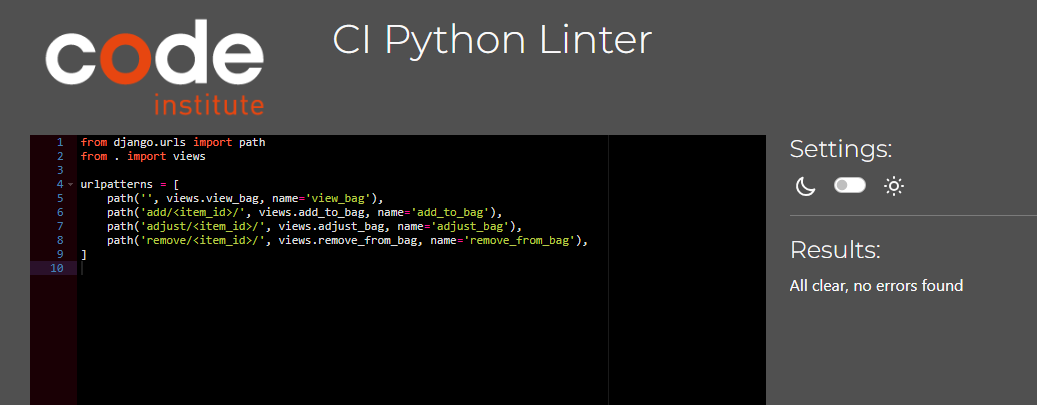 code
institute
CI Python Linter
1 from django.urls import path
2 from . import views
3
4 urlpatterns = [
5     path('', views.view_bag, name='view_bag'),
6     path('add/<item_id>/', views.add_to_bag, name='add_to_bag'),
7     path('adjust/<item_id>/', views.adjust_bag, name='adjust_bag'),
8     path('remove/<item_id>/', views.remove_from_bag, name='remove_from_bag'),
9 ]
10
Settings:
Results:
All clear, no errors found